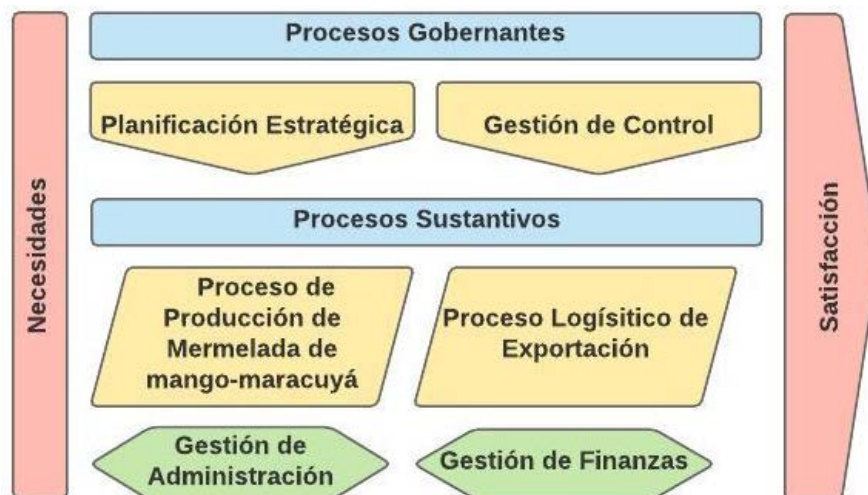 Procesos Gobernantes
Planificación Estratégica
Gestión de Control
Procesos Sustantivos
Necesidades
Satisfacción
Proceso de
Producción de
Mermelada de
mango-maracuyá
Proceso Logísitico de
Exportación
Gestión de
Administración
Gestión de Finanzas